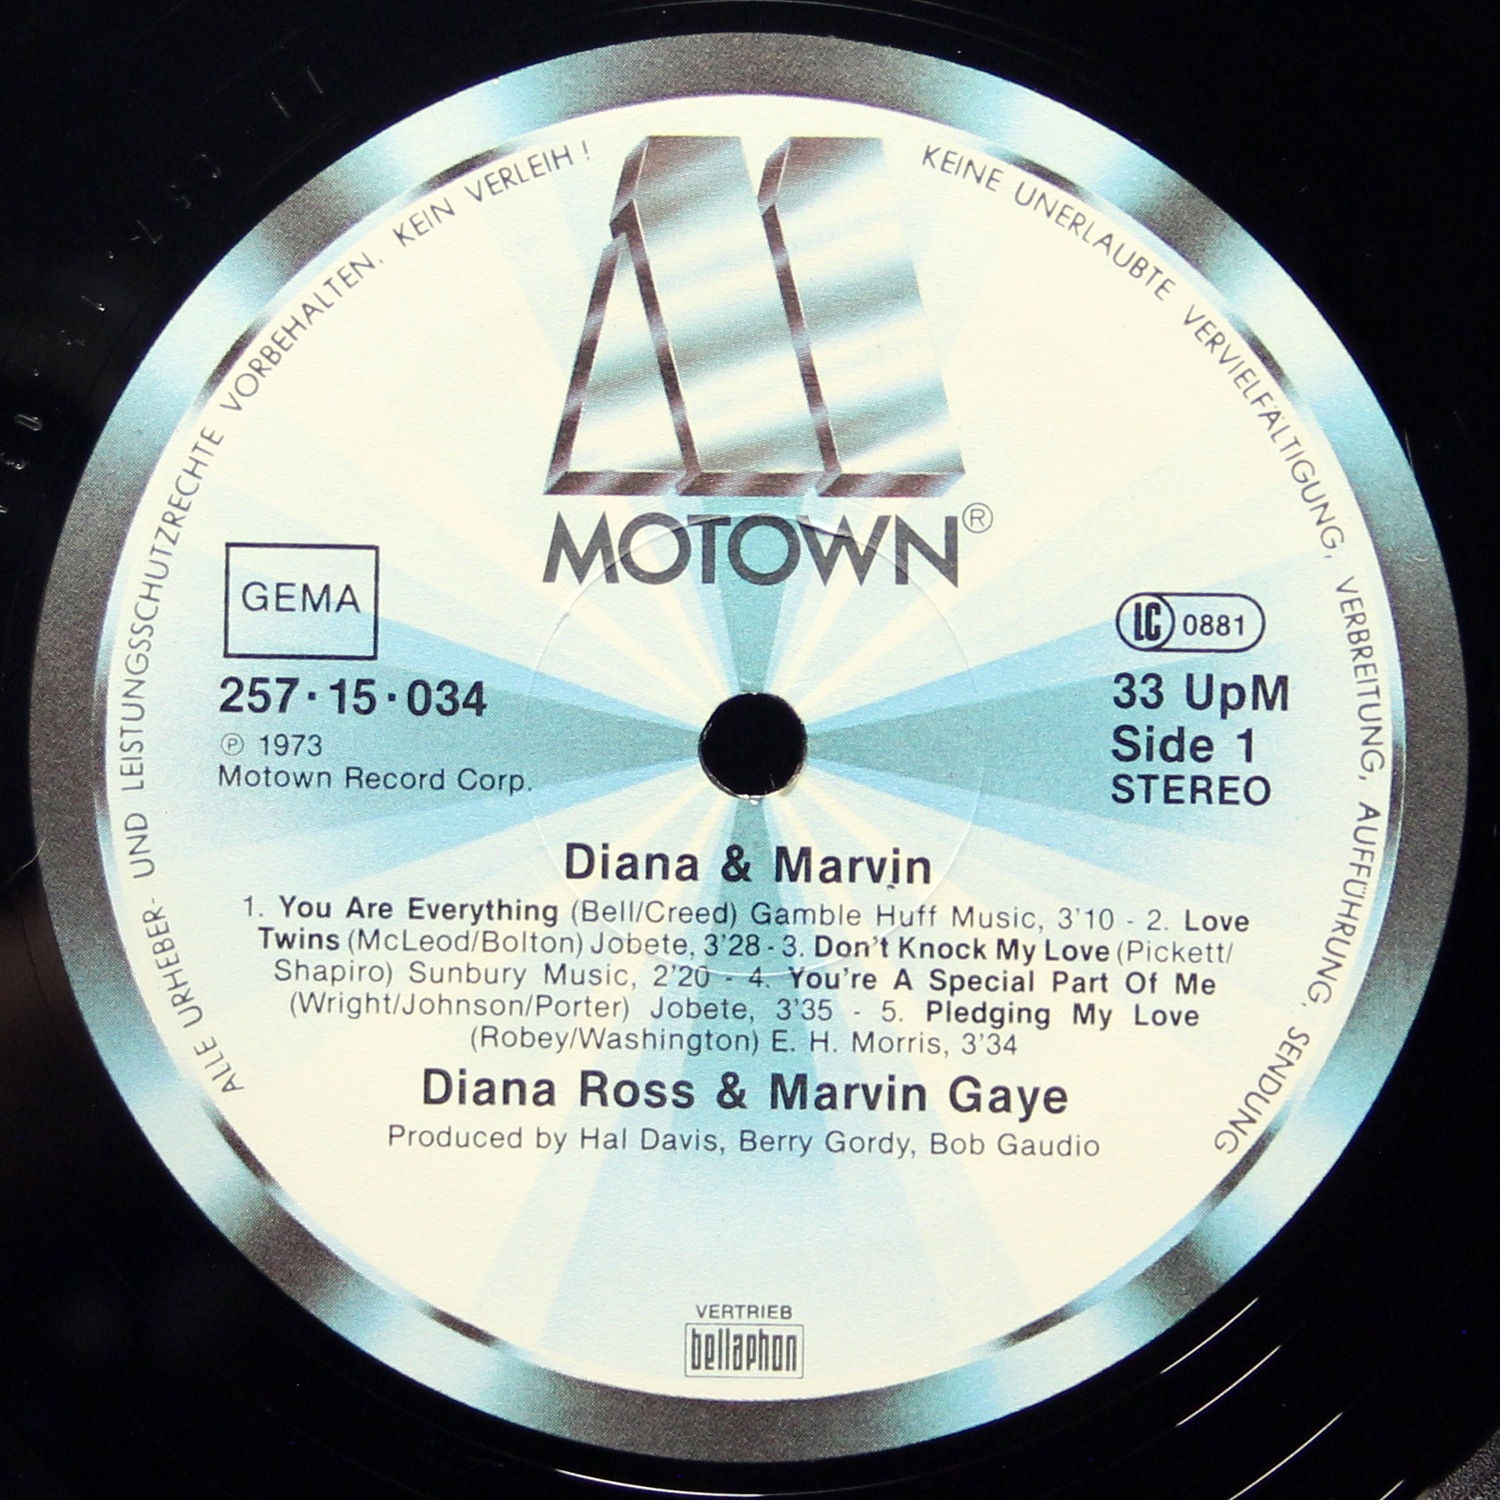 ALLE URHEBER- UND LEISTUNGSSCHUTZRECHTE VORBEHALTEN. KEIN VERLEIH !
KEINE UNERLAUBTE VERVIELFÄLTIGUNG, VERBREITUNG, AUFFÜHRUNG, SENDUNG
MOTOWN®
GEMA
257·15·034
℗ 1973
Motown Record Corp.
LC 0881
33 UpM
Side 1
STEREO
Diana & Marvin
1. You Are Everything (Bell/Creed) Gamble Huff Music, 3'10 - 2. Love
Twins (McLeod/Bolton) Jobete, 3'28 - 3. Don't Knock My Love (Pickett/
Shapiro) Sunbury Music, 2'20 - 4. You're A Special Part Of Me
(Wright/Johnson/Porter) Jobete, 3'35 - 5. Pledging My Love
(Robey/Washington) E. H. Morris, 3'34
Diana Ross & Marvin Gaye
Produced by Hal Davis, Berry Gordy, Bob Gaudio
VERTRIEB
bellaphon